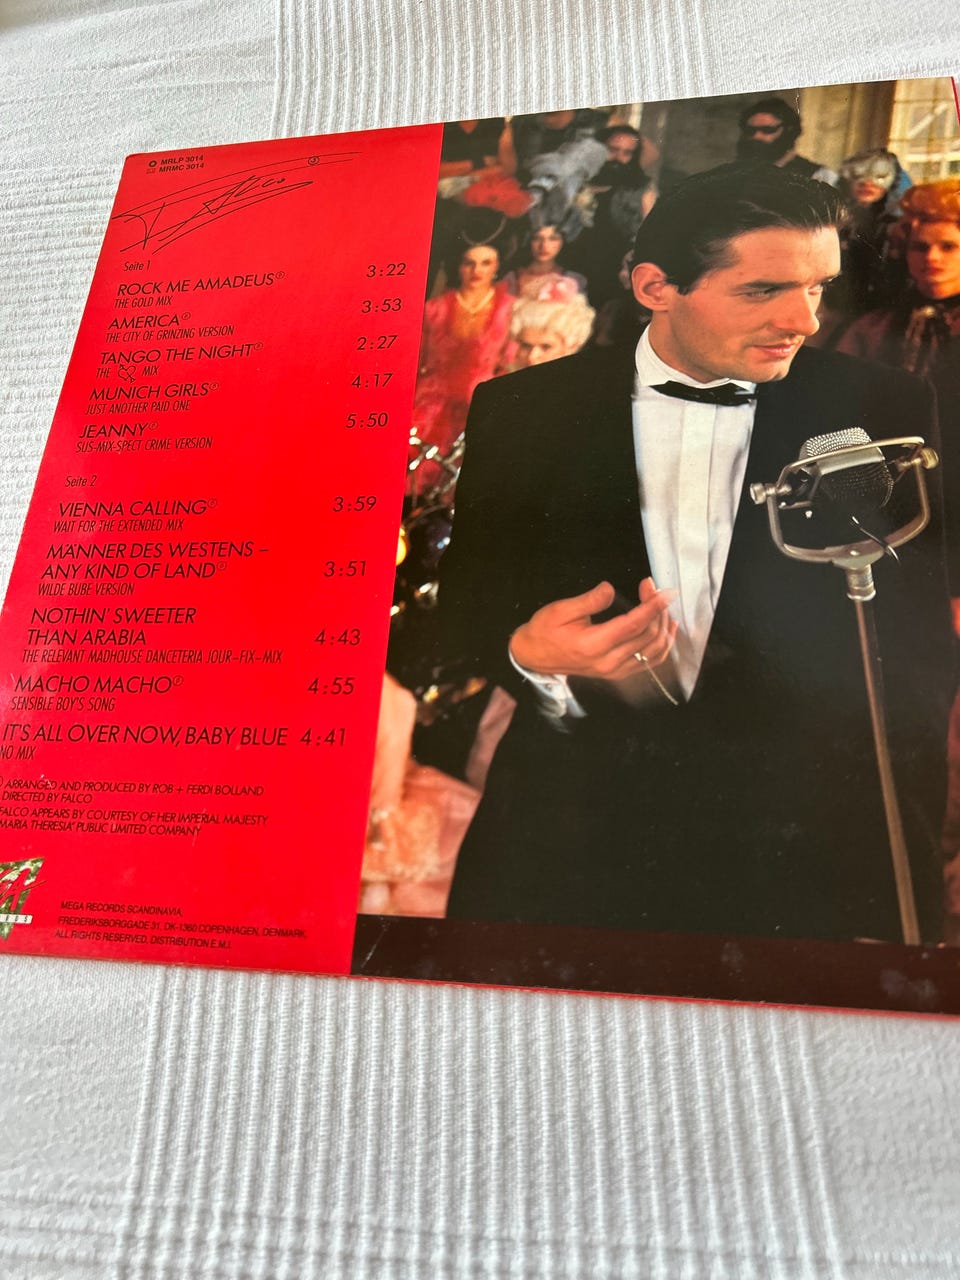 MRLP 3014
MRMC 3014
FALCO 3
Seite 1
ROCK ME AMADEUS® 3:22
THE GOLD MIX
AMERICA® 3:53
THE CITY OF GRINZING VERSION
TANGO THE NIGHT® 2:27
THE MIX
MUNICH GIRLS® 4:17
JUST ANOTHER PAID ONE
JEANNY® 5:50
SUS-MIX-SPECT CRIME VERSION
Seite 2
VIENNA CALLING® 3:59
WAIT FOR THE EXTENDED MIX
MÄNNER DES WESTENS –
ANY KIND OF LAND® 3:51
WILDE BUBE VERSION
NOTHIN' SWEETER
THAN ARABIA 4:43
THE RELEVANT MADHOUSE DANCETERIA JOUR-FIX-MIX
MACHO MACHO® 4:55
SENSIBLE BOY'S SONG
IT'S ALL OVER NOW, BABY BLUE 4:41
NO MIX
ARRANGED AND PRODUCED BY ROB + FERDI BOLLAND
DIRECTED BY FALCO
FALCO APPEARS BY COURTESY OF HER IMPERIAL MAJESTY
MARIA THERESIA" PUBLIC LIMITED COMPANY
MEGA RECORDS SCANDINAVIA,
FREDERIKSBORGGADE 31, DK-1360 COPENHAGEN, DENMARK,
ALL RIGHTS RESERVED, DISTRIBUTION E.M.I.